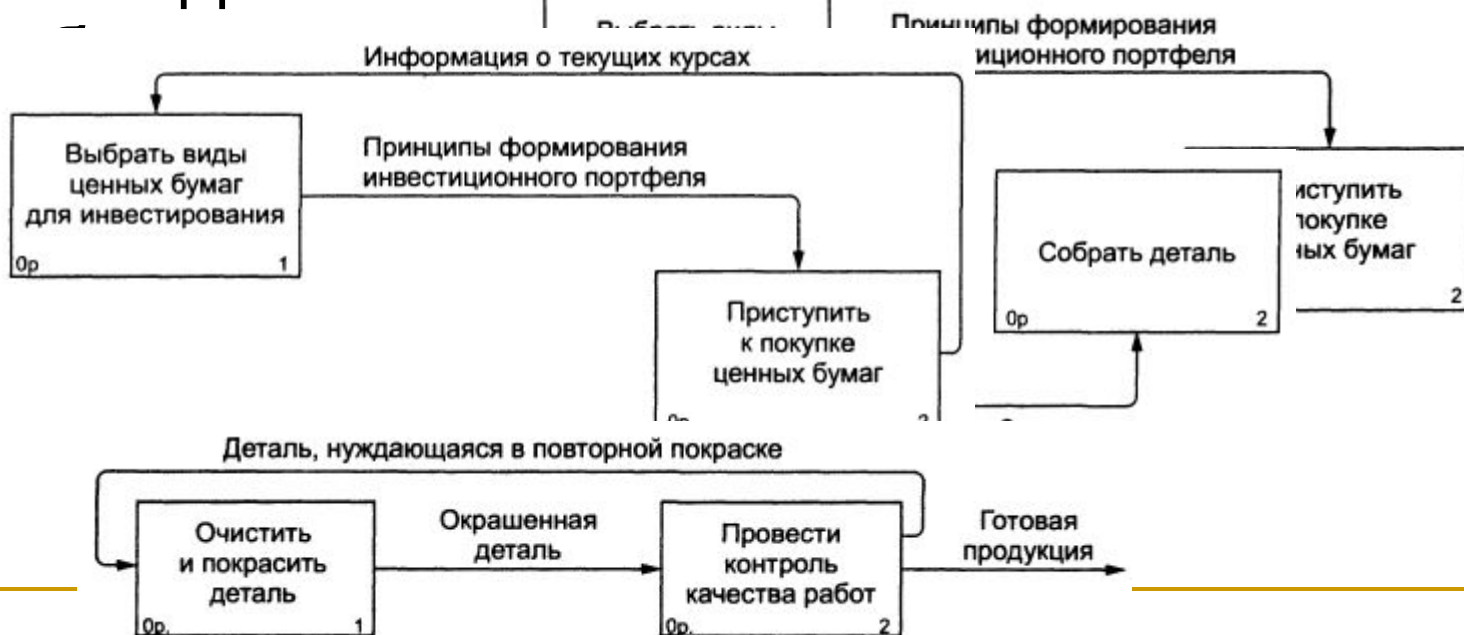 Принципы формирования
иционного портфеля
Информация о текущих курсах
Выбрать виды
ценных бумаг
для инвестирования
0р 1
Принципы формирования
инвестиционного портфеля
Приступить
к покупке
ценных бумаг
Собрать деталь
0р 2
иступить
покупке
ных бумаг
2
Деталь, нуждающаяся в повторной покраске
Очистить
и покрасить
деталь
0р. 1
Окрашенная
деталь
Провести
контроль
качества работ
0р. 2
Готовая
продукция